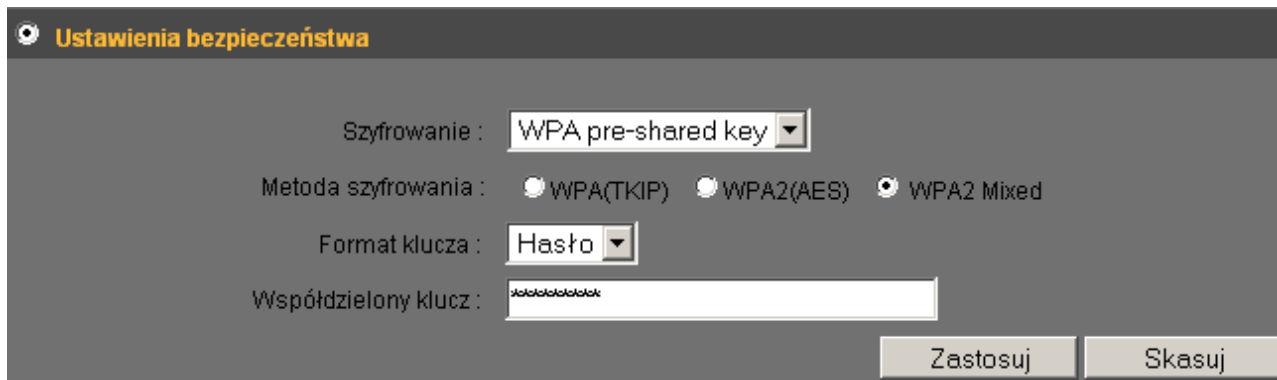 Ustawienia bezpieczeństwa
Szyfrowanie : WPA pre-shared key
Metoda szyfrowania : WPA(TKIP) WPA2(AES) WPA2 Mixed
Format klucza : Hasło
Współdzielony klucz : **********
Zastosuj Skasuj